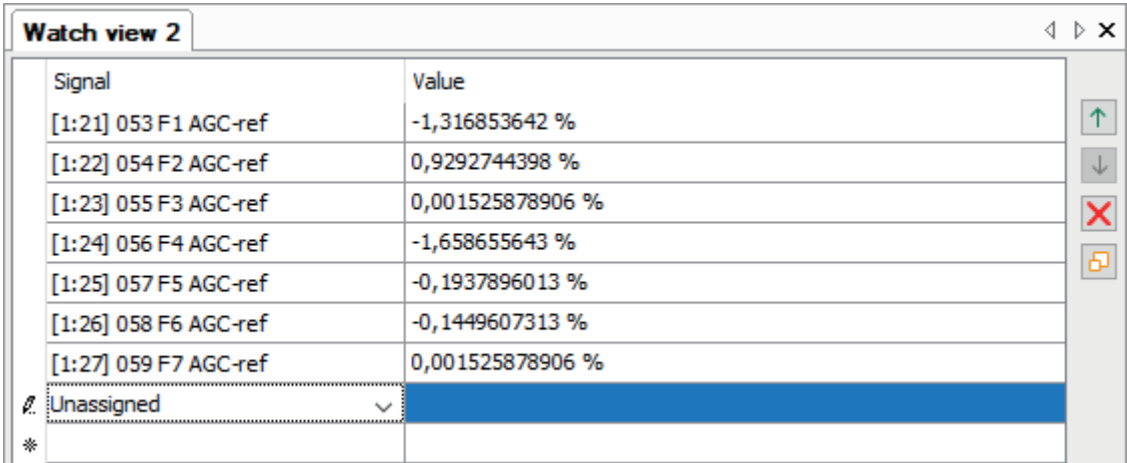 Watch view 2
Signal Value
[1:21] 053 F1 AGC-ref -1,316853642 %
[1:22] 054 F2 AGC-ref 0,9292744398 %
[1:23] 055 F3 AGC-ref 0,001525878906 %
[1:24] 056 F4 AGC-ref -1,658655643 %
[1:25] 057 F5 AGC-ref -0,1937896013 %
[1:26] 058 F6 AGC-ref -0,1449607313 %
[1:27] 059 F7 AGC-ref 0,001525878906 %
Unassigned